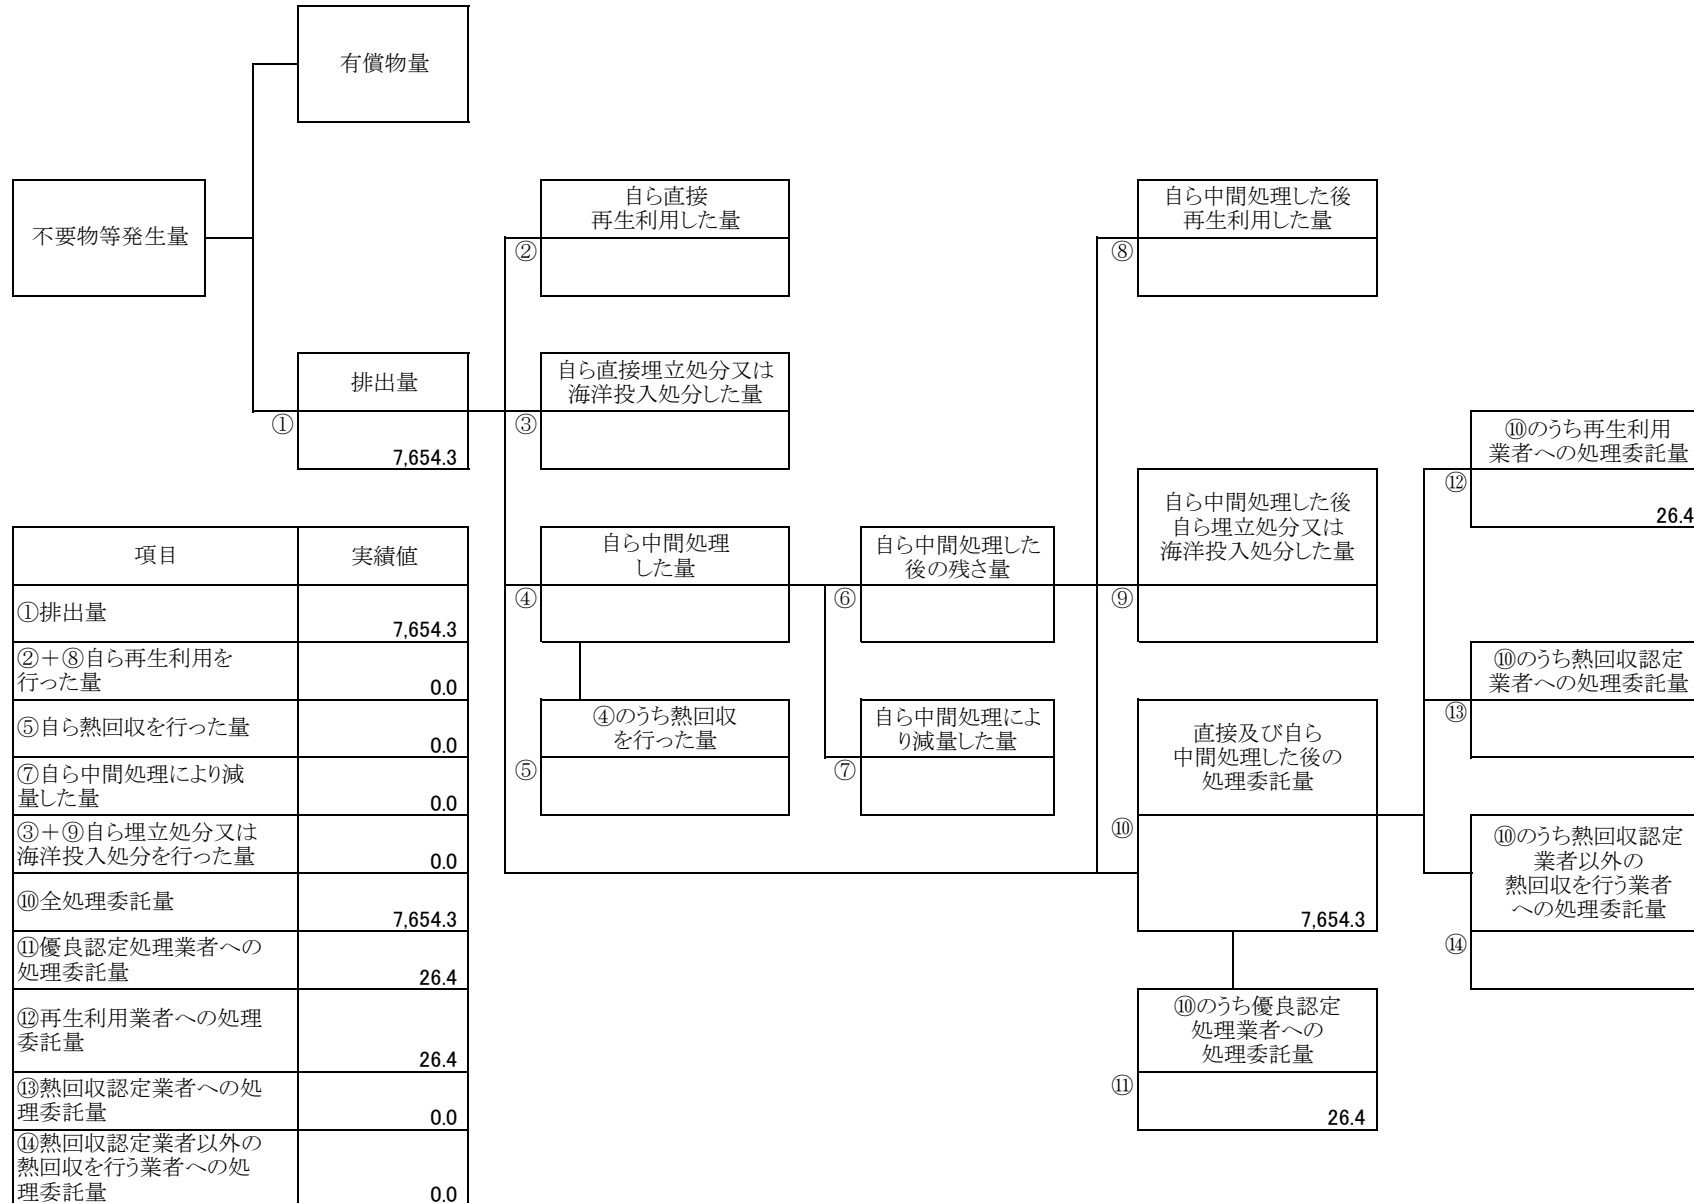 有償物量
不要物等発生量
自ら直接
再生利用した量
②
自ら中間処理した後
再生利用した量
⑧
排出量
①
7,654.3
自ら直接埋立処分又は
海洋投入処分した量
③
⑩のうち再生利用
業者への処理委託量
⑫
26.4
自ら中間処理した後
自ら埋立処分又は
海洋投入処分した量
⑨
自ら中間処理
した量
④
自ら中間処理した
後の残さ量
⑥
⑩のうち熱回収認定
業者への処理委託量
⑬
④のうち熱回収
を行った量
⑤
自ら中間処理によ
り減量した量
⑦
直接及び自ら
中間処理した後の
処理委託量
⑩
7,654.3
⑩のうち熱回収認定
業者以外の
熱回収を行う業者
への処理委託量
⑭
⑩のうち優良認定
処理業者への
処理委託量
⑪
26.4
項目 実績値
①排出量 7,654.3
②+⑧自ら再生利用を
行った量 0.0
⑤自ら熱回収を行った量 0.0
⑦自ら中間処理により減
量した量 0.0
③+⑨自ら埋立処分又は
海洋投入処分を行った量 0.0
⑩全処理委託量 7,654.3
⑪優良認定処理業者への
処理委託量 26.4
⑫再生利用業者への処理
委託量 26.4
⑬熱回収認定業者への処
理委託量 0.0
⑭熱回収認定業者以外の
熱回収を行う業者への処
理委託量 0.0